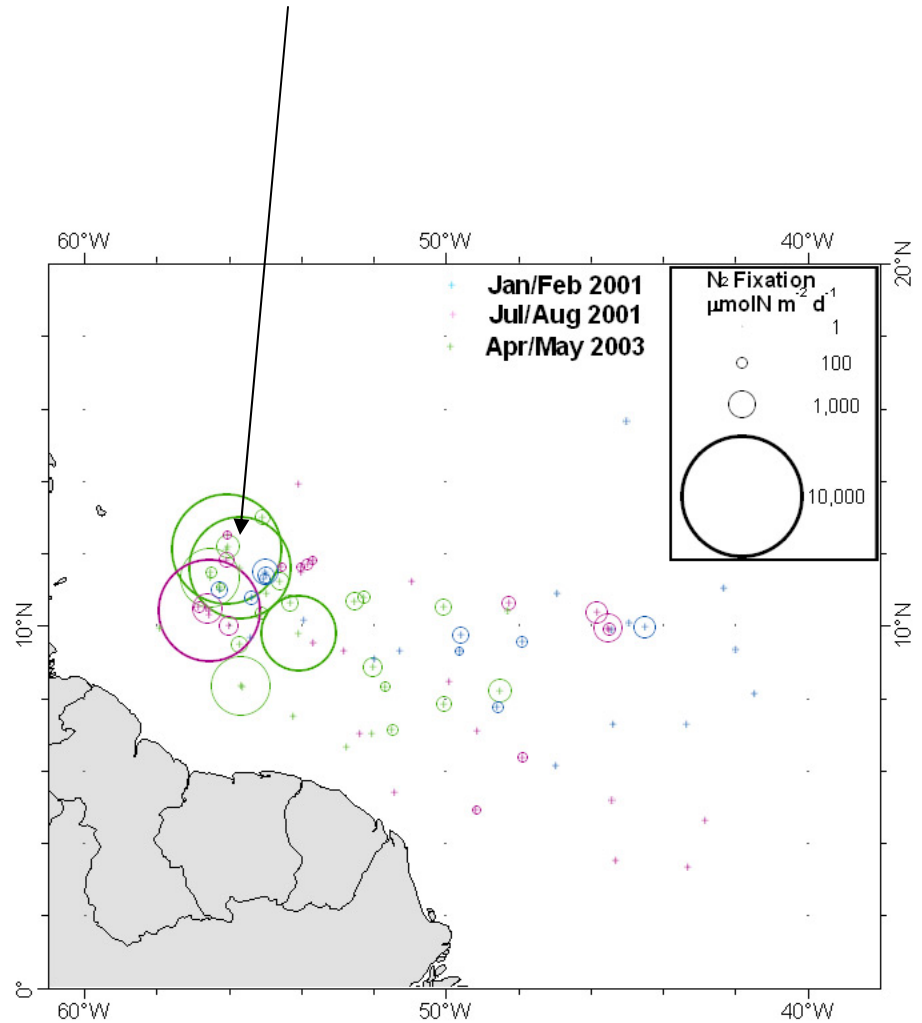 60°W 50°W 40°W
20°N
Jan/Feb 2001
Jul/Aug 2001
Apr/May 2003
N2 Fixation
µmolN m-2 d-1
1
100
1,000
10,000
10°N 10°N
0° 0°
60°W 50°W 40°W